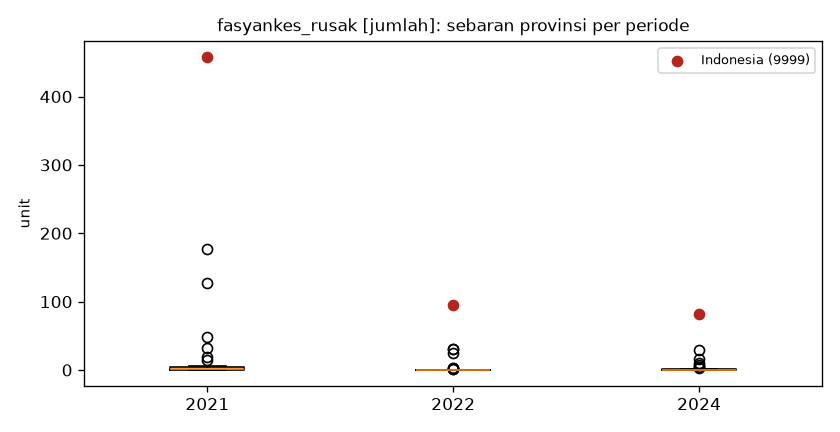 fasyankes_rusak [jumlah]: sebaran provinsi per periode
Indonesia (9999)
unit
400
300
200
100
0
2021
2022
2024